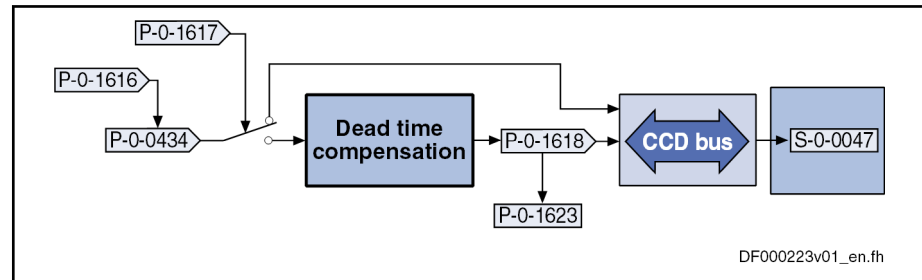 P-0-1617
P-0-1616
P-0-0434
Dead time
compensation
P-0-1618
CCD bus
S-0-0047
P-0-1623
DF000223v01_en.fh